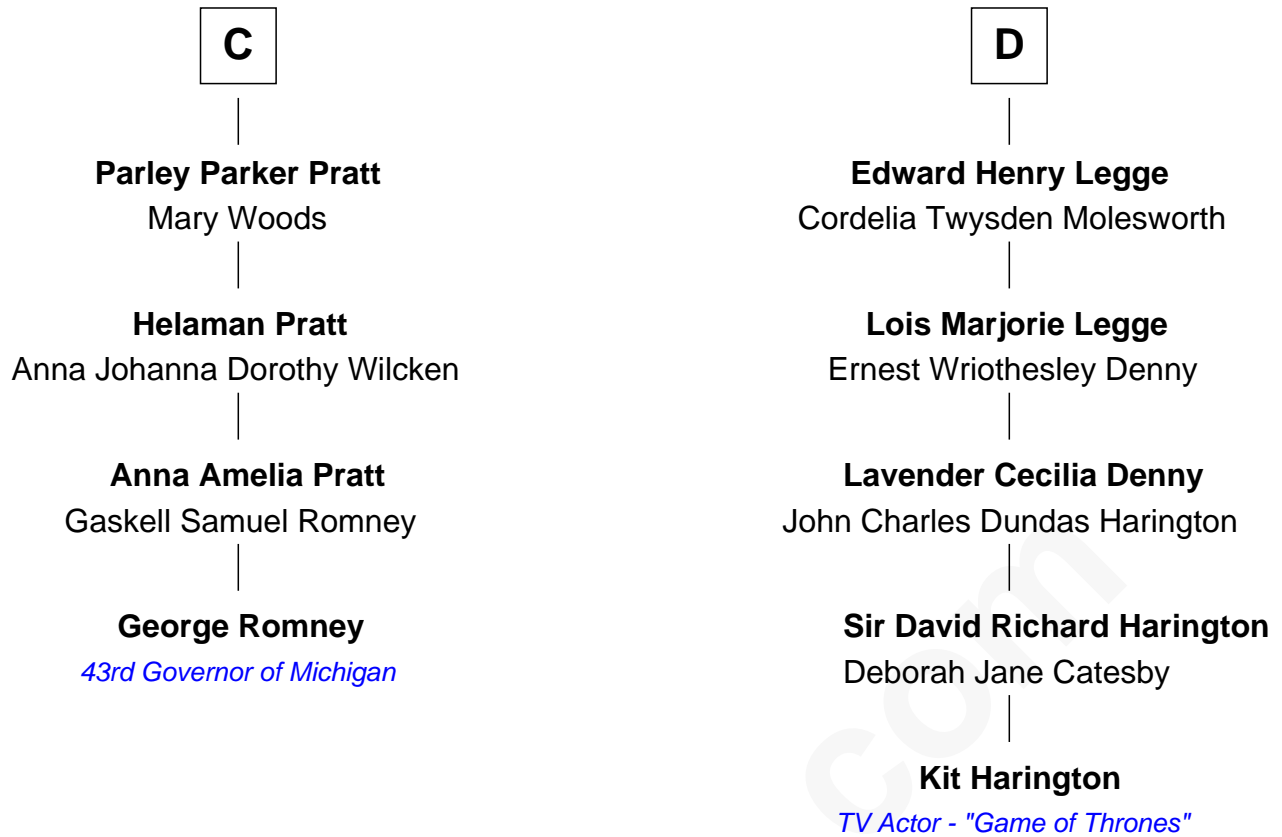 C
Parley Parker Pratt
Mary Woods
Helaman Pratt
Anna Johanna Dorothy Wilcken
Anna Amelia Pratt
Gaskell Samuel Romney
George Romney
43rd Governor of Michigan
D
Edward Henry Legge
Cordelia Twysden Molesworth
Lois Marjorie Legge
Ernest Wriothesley Denny
Lavender Cecilia Denny
John Charles Dundas Harington
Sir David Richard Harington
Deborah Jane Catesby
Kit Harington
TV Actor - "Game of Thrones"
com